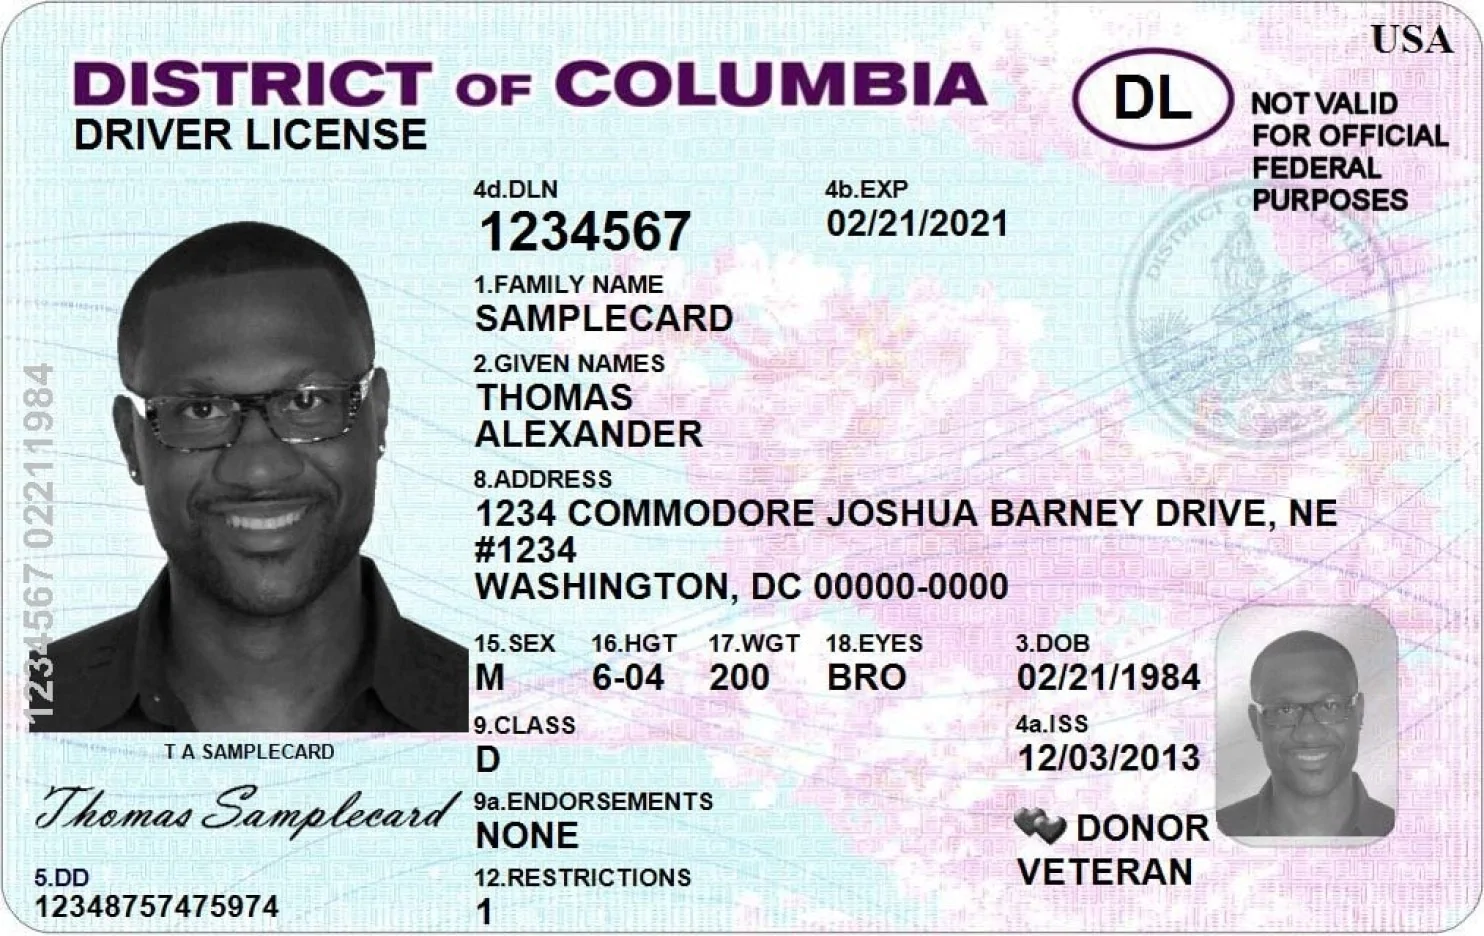 USA
DISTRICT OF COLUMBIA
DRIVER LICENSE
DL
NOT VALID
FOR OFFICIAL
FEDERAL
PURPOSES
4d.DLN
1234567
4b.EXP
02/21/2021
1.FAMILY NAME
SAMPLECARD
2.GIVEN NAMES
THOMAS
ALEXANDER
8.ADDRESS
1234 COMMODORE JOSHUA BARNEY DRIVE, NE
#1234
WASHINGTON, DC 00000-0000
15.SEX 16.HGT 17.WGT 18.EYES 3.DOB
M 6-04 200 BRO 02/21/1984
9.CLASS
D
4a.ISS
12/03/2013
9a.ENDORSEMENTS
NONE
DONOR
VETERAN
12.RESTRICTIONS
1
1234567 02211984
T A SAMPLECARD
Thomas Samplecard
5.DD
12348757475974
DISTRICT